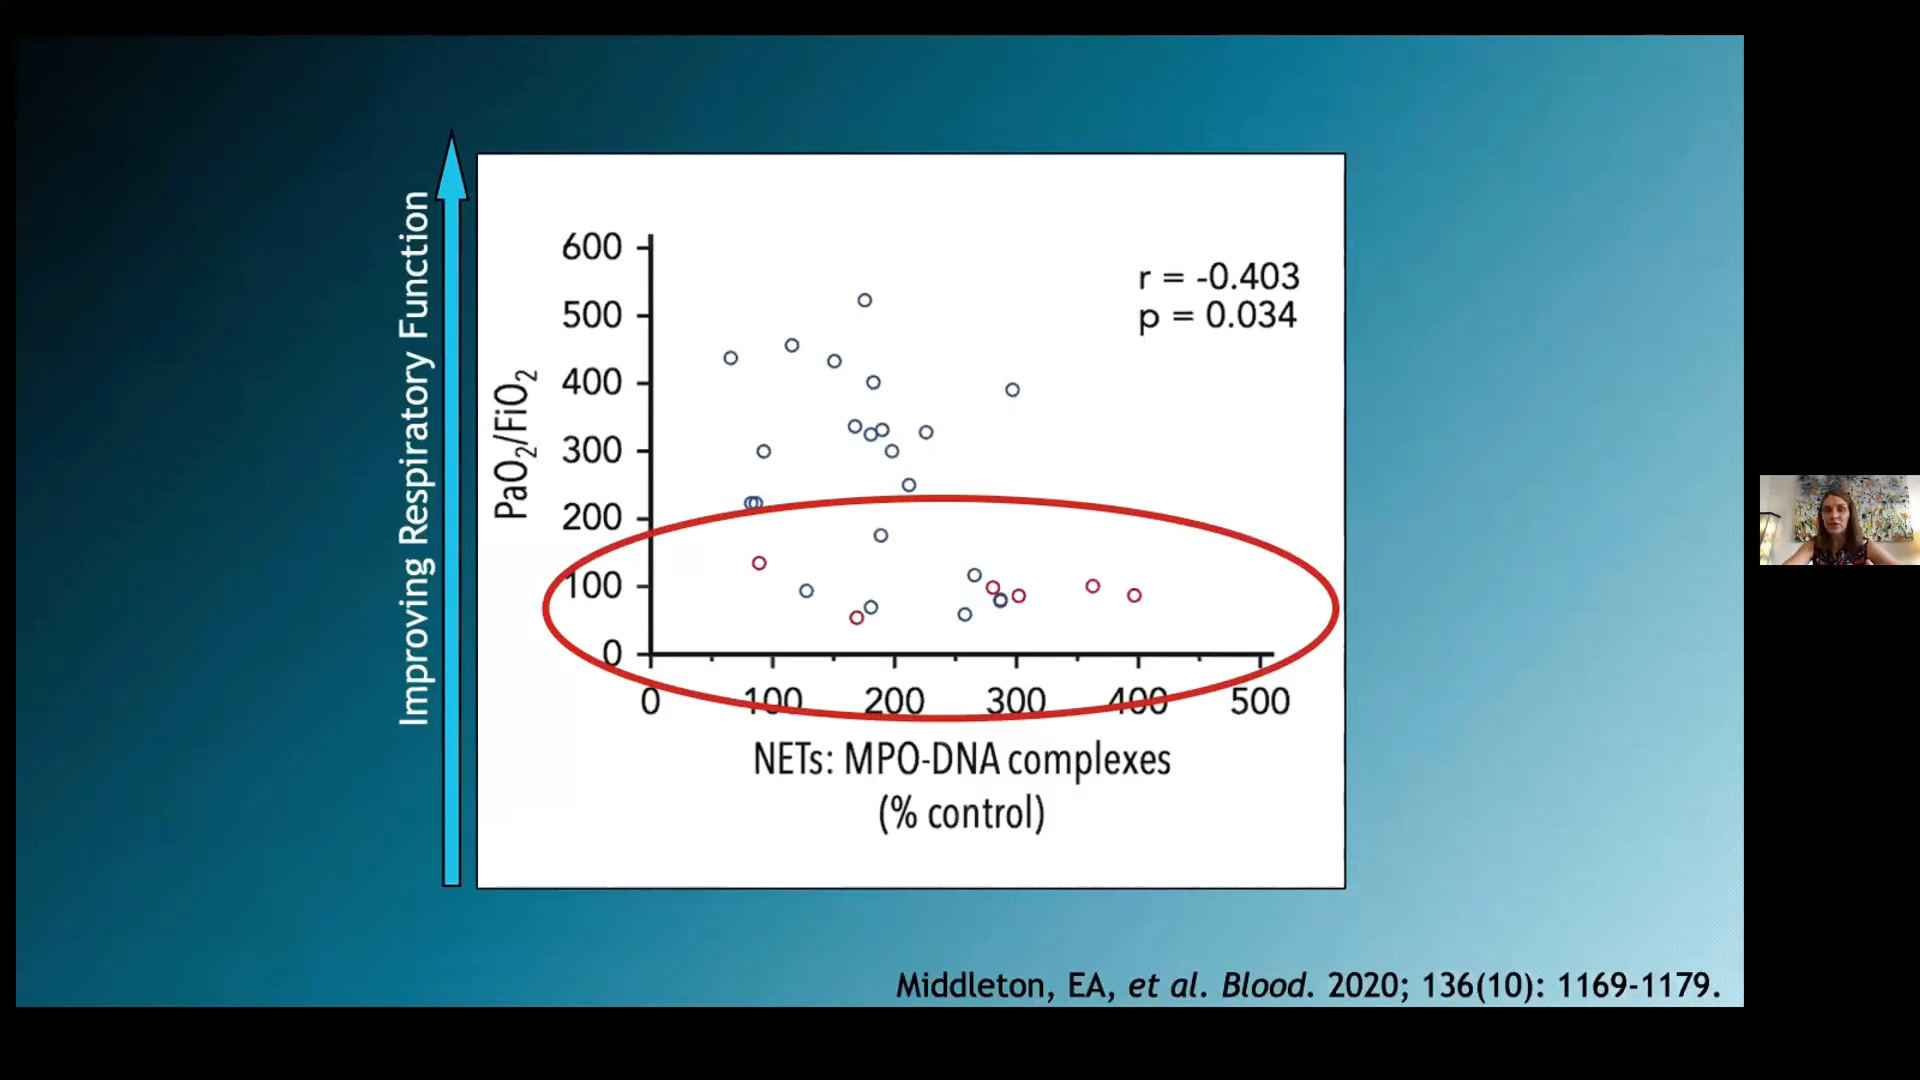 Improving Respiratory Function
PaO₂/FiO₂
600
500
400
300
200
100
0
r = -0.403
p = 0.034
0 100 200 300 400 500
NETs: MPO-DNA complexes
(% control)
Middleton, EA, et al. Blood. 2020; 136(10): 1169-1179.